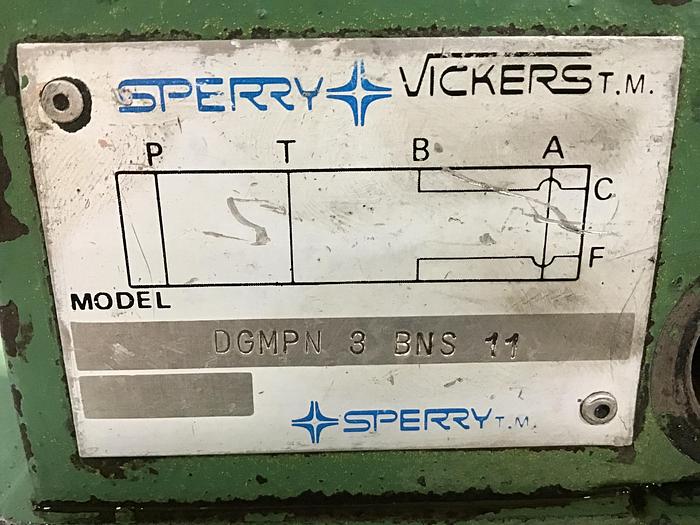 SPERRY VICKERS T.M.
P T B A
C
F
MODEL
DGMPN 3 BNS 11
SPERRY T.M.